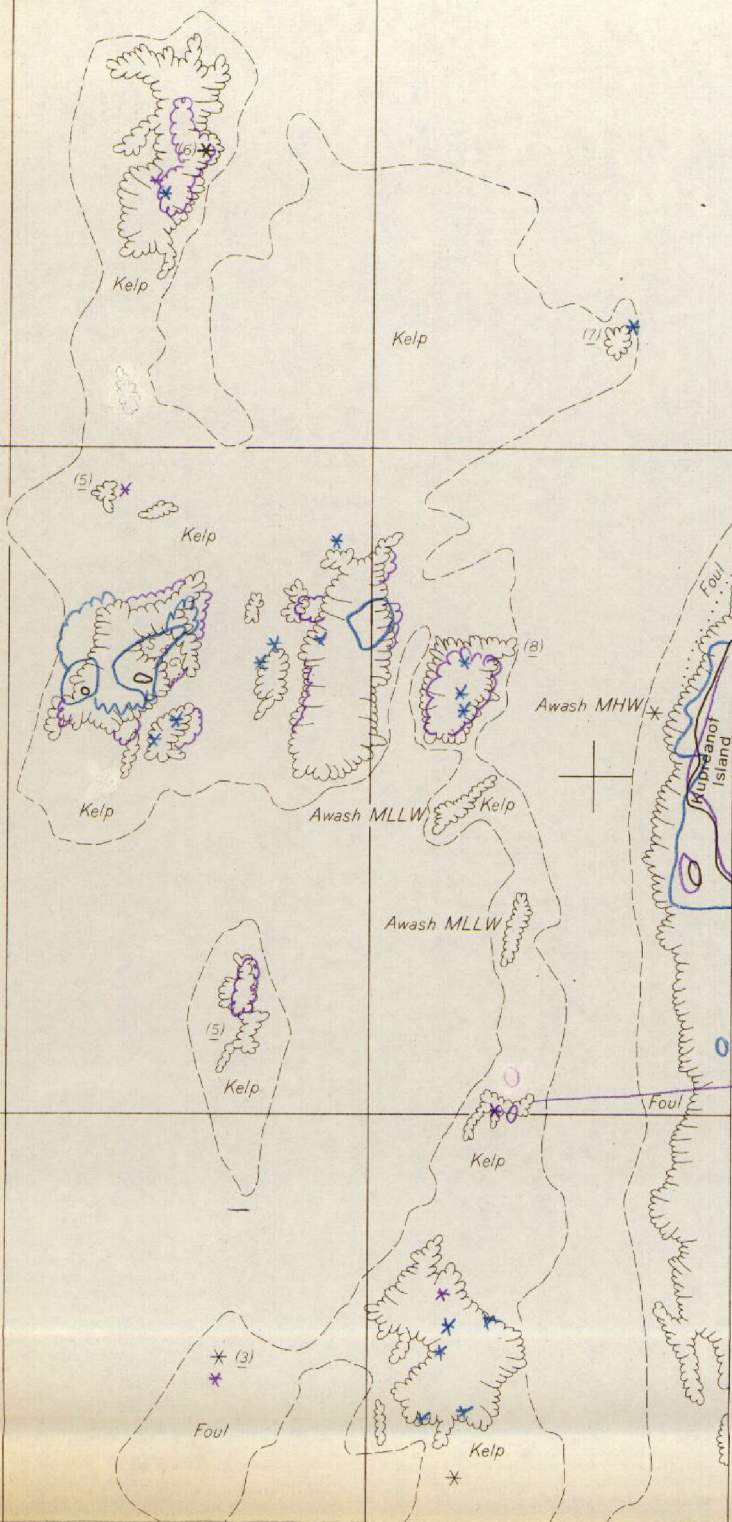 (6)
Kelp
Kelp
(7)
(5)
Kelp
Foul
(8)
Awash MHW
Kupreanof
Island
Kelp
Awash MLLW
Kelp
Awash MLLW
(5)
Kelp
Foul
Kelp
(3)
Foul
Kelp